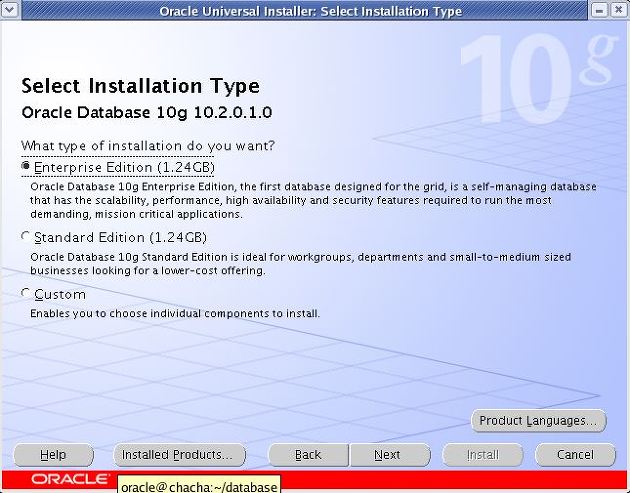 Oracle Universal Installer: Select Installation Type
10g
Select Installation Type
Oracle Database 10g 10.2.0.1.0
What type of installation do you want?
Enterprise Edition (1.24GB)
Oracle Database 10g Enterprise Edition, the first database designed for the grid, is a self-managing database
that has the scalability, performance, high availability and security features required to run the most
demanding, mission critical applications.
Standard Edition (1.24GB)
Oracle Database 10g Standard Edition is ideal for workgroups, departments and small-to-medium sized
businesses looking for a lower-cost offering.
Custom
Enables you to choose individual components to install.
Product Languages...
Help Installed Products... Back Next Install Cancel
ORACLE
oracle@chacha:~/database